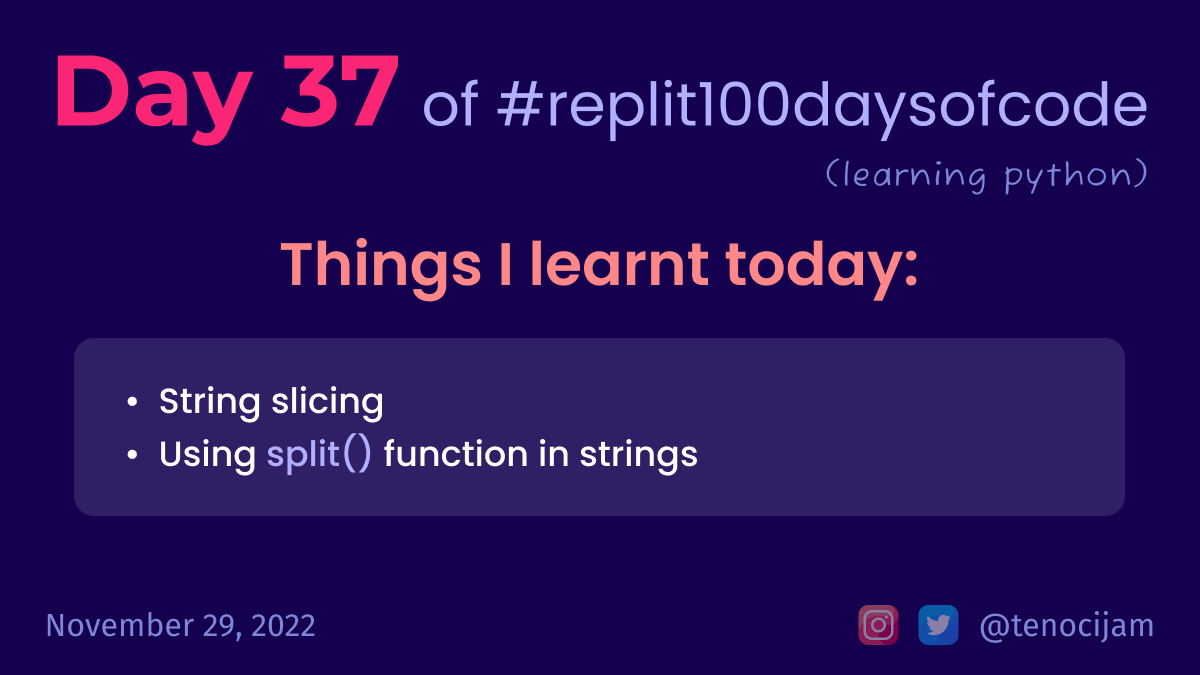 Day 37 of #replit100daysofcode
(learning python)
Things I learnt today:
• String slicing
• Using split() function in strings
November 29, 2022
@tenocijam